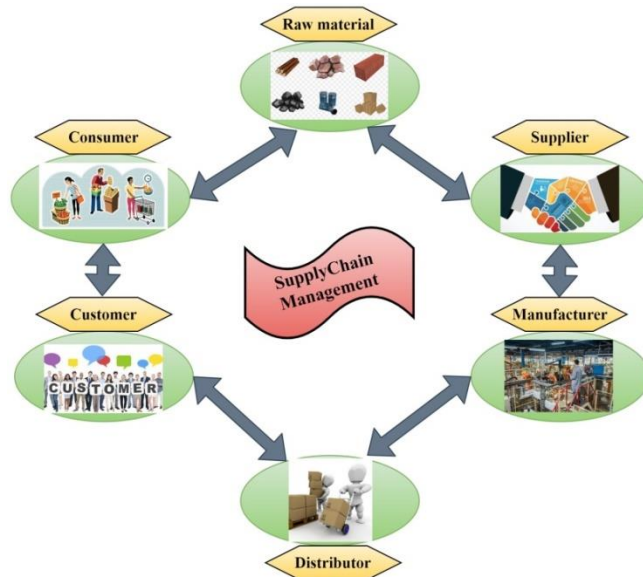 Raw material
Consumer
Supplier
SupplyChain
Management
Customer
Manufacturer
CUSTOMER
Distributor